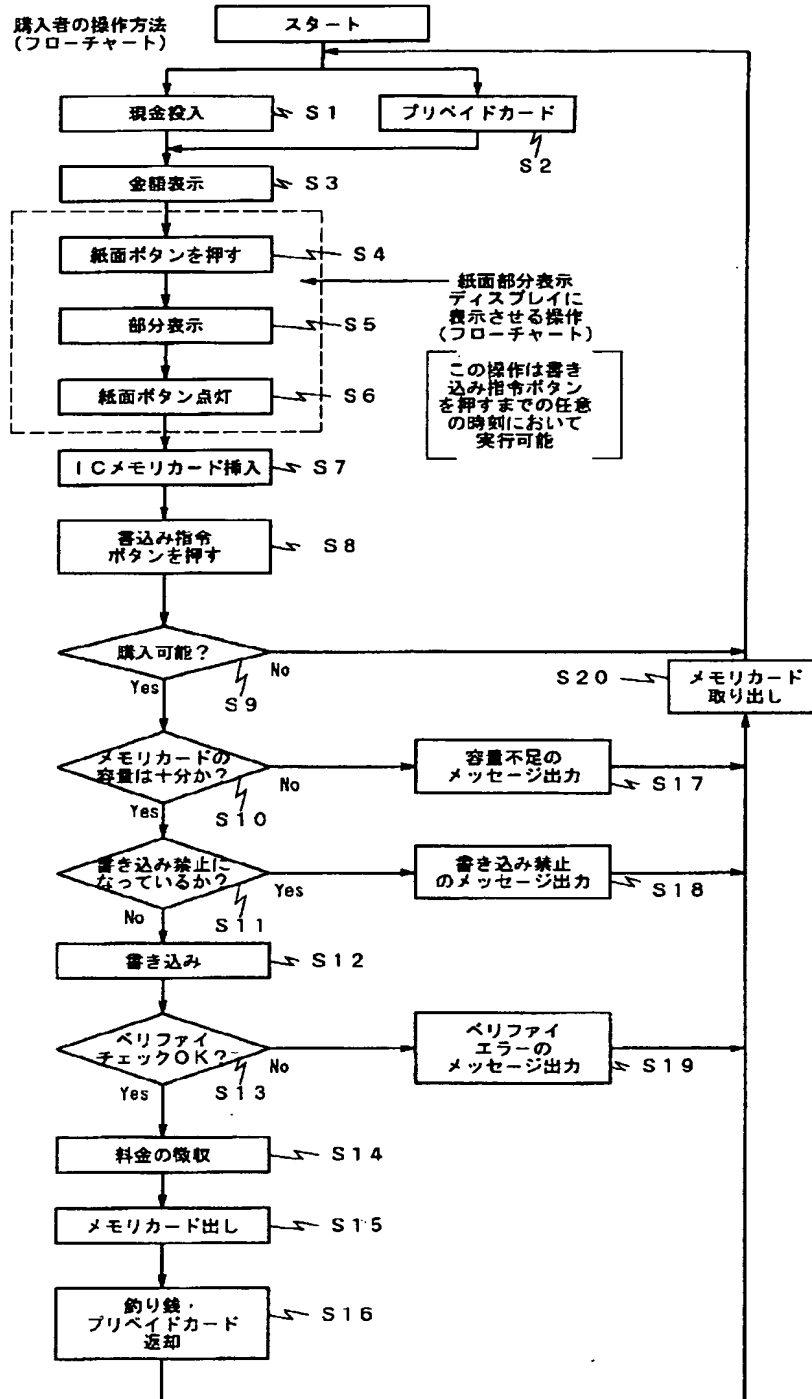 購入者の操作方法
(フローチャート)
スタート
現金投入
S1
プリペイドカード
S2
金額表示
S3
紙面ボタンを押す
S4
部分表示
S5
紙面ボタン点灯
S6
紙面部分表示
ディスプレイに
表示させる操作
(フローチャート)
この操作は書き
込み指令ボタン
を押すまでの任意
の時刻において
実行可能
ICメモリカード挿入
S7
書込み指令
ボタンを押す
S8
購入可能?
No
Yes
S9
S20
メモリカード
取り出し
メモリカードの
容量は十分か?
No
Yes
S10
容量不足の
メッセージ出力
S17
書き込み禁止に
なっているか?
Yes
No
S11
書き込み禁止
のメッセージ出力
S18
書き込み
S12
ベリファイ
チェックOK?
No
Yes
S13
ベリファイ
エラーの
メッセージ出力
S19
料金の徴収
S14
メモリカード出し
S15
釣り銭・
プリペイドカード
返却
S16